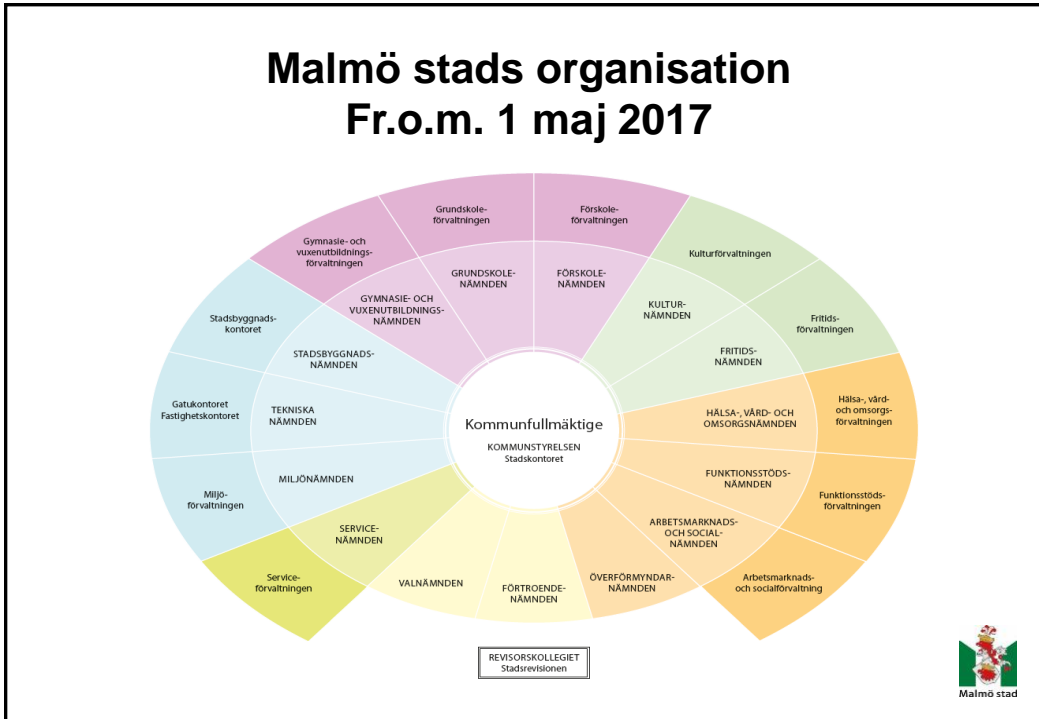 Malmö stads organisation
Fr.o.m. 1 maj 2017
Grundskole-
förvaltningen
Förskole-
förvaltningen
Gymnasie- och
vuxenutbildnings-
förvaltningen
Kulturförvaltningen
GRUNDSKOLE-
NÄMNDEN
FÖRSKOLE-
NÄMNDEN
GYMNASIE- OCH
VUXENUTBILDNINGS-
NÄMNDEN
KULTUR-
NÄMNDEN
Stadsbyggnads-
kontoret
Fritids-
förvaltningen
STADSBYGGNADS-
NÄMNDEN
FRITIDS-
NÄMNDEN
Gatukontoret
Fastighetskontoret
TEKNISKA
NÄMNDEN
Kommunfullmäktige
KOMMUNSTYRELSEN
Stadskontoret
HÄLSA-, VÅRD- OCH
OMSORGSNÄMNDEN
Hälsa-, vård-
och omsorgs-
förvaltningen
Miljö-
förvaltningen
MILJÖNÄMNDEN
FUNKTIONSSTÖDS-
NÄMNDEN
Funktionsstöds-
förvaltningen
SERVICE-
NÄMNDEN
ARBETSMARKNADS-
OCH SOCIAL-
NÄMNDEN
Service-
förvaltningen
VALNÄMNDEN
FÖRTROENDE-
NÄMNDEN
ÖVERFÖRMYNDAR-
NÄMNDEN
Arbetsmarknads-
och socialförvaltning
REVISORSKOLLEGIET
Stadsrevisionen
Malmö stad